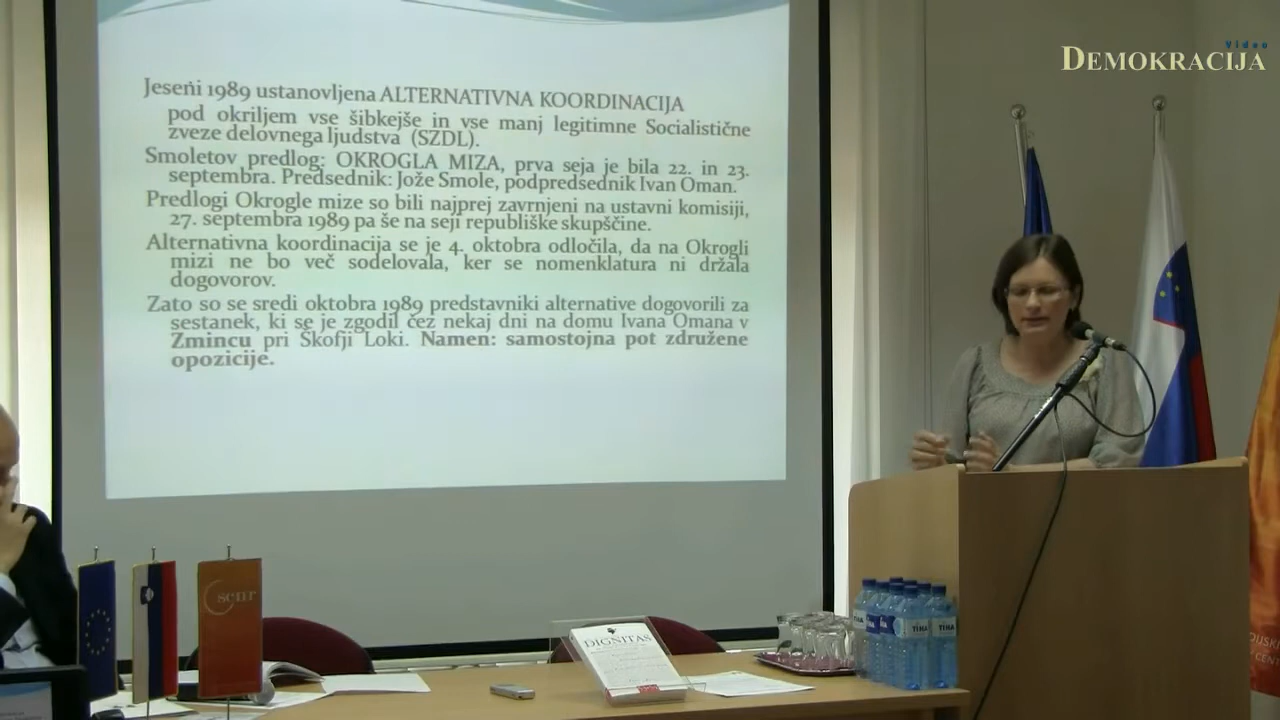 Video
DEMOKRACIJA
Jeseni 1989 ustanovljena ALTERNATIVNA KOORDINACIJA
pod okriljem vse šibkejše in vse manj legitimne Socialistične
zveze delovnega ljudstva (SZDL).
Smoletov predlog: OKROGLA MIZA, prva seja je bila 22. in 23.
septembra. Predsednik: Jože Smole, podpredsednik Ivan Oman.
Predlogi Okrogle mize so bili najprej zavrnjeni na ustavni komisiji,
27. septembra 1989 pa še na seji republiške skupščine.
Alternativna koordinacija se je 4. oktobra odločila, da na Okrogli
mizi ne bo več sodelovala, ker se nomenklatura ni držala
dogovorov.
Zato so se sredi oktobra 1989 predstavniki alternative dogovorili za
sestanek, ki se je zgodil čez nekaj dni na domu Ivana Omana v
Zmincu pri Škofji Loki. Namen: samostojna pot združene
opozicije.
scnr
DIGNITAS
TIHA
TIHA